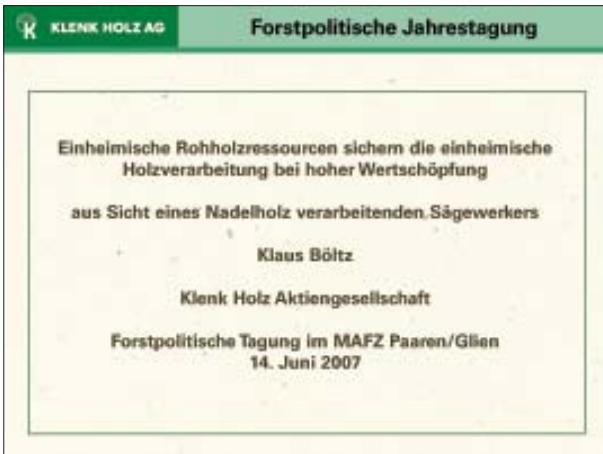 KLENK HOLZ AG
Forstpolitische Jahrestagung
Einheimische Rohholzressourcen sichern die einheimische
Holzverarbeitung bei hoher Wertschöpfung
aus Sicht eines Nadelholz verarbeitenden Sägewerkers
Klaus Böltz
Klenk Holz Aktiengesellschaft
Forstpolitische Tagung im MAFZ Paaren/Glien
14. Juni 2007